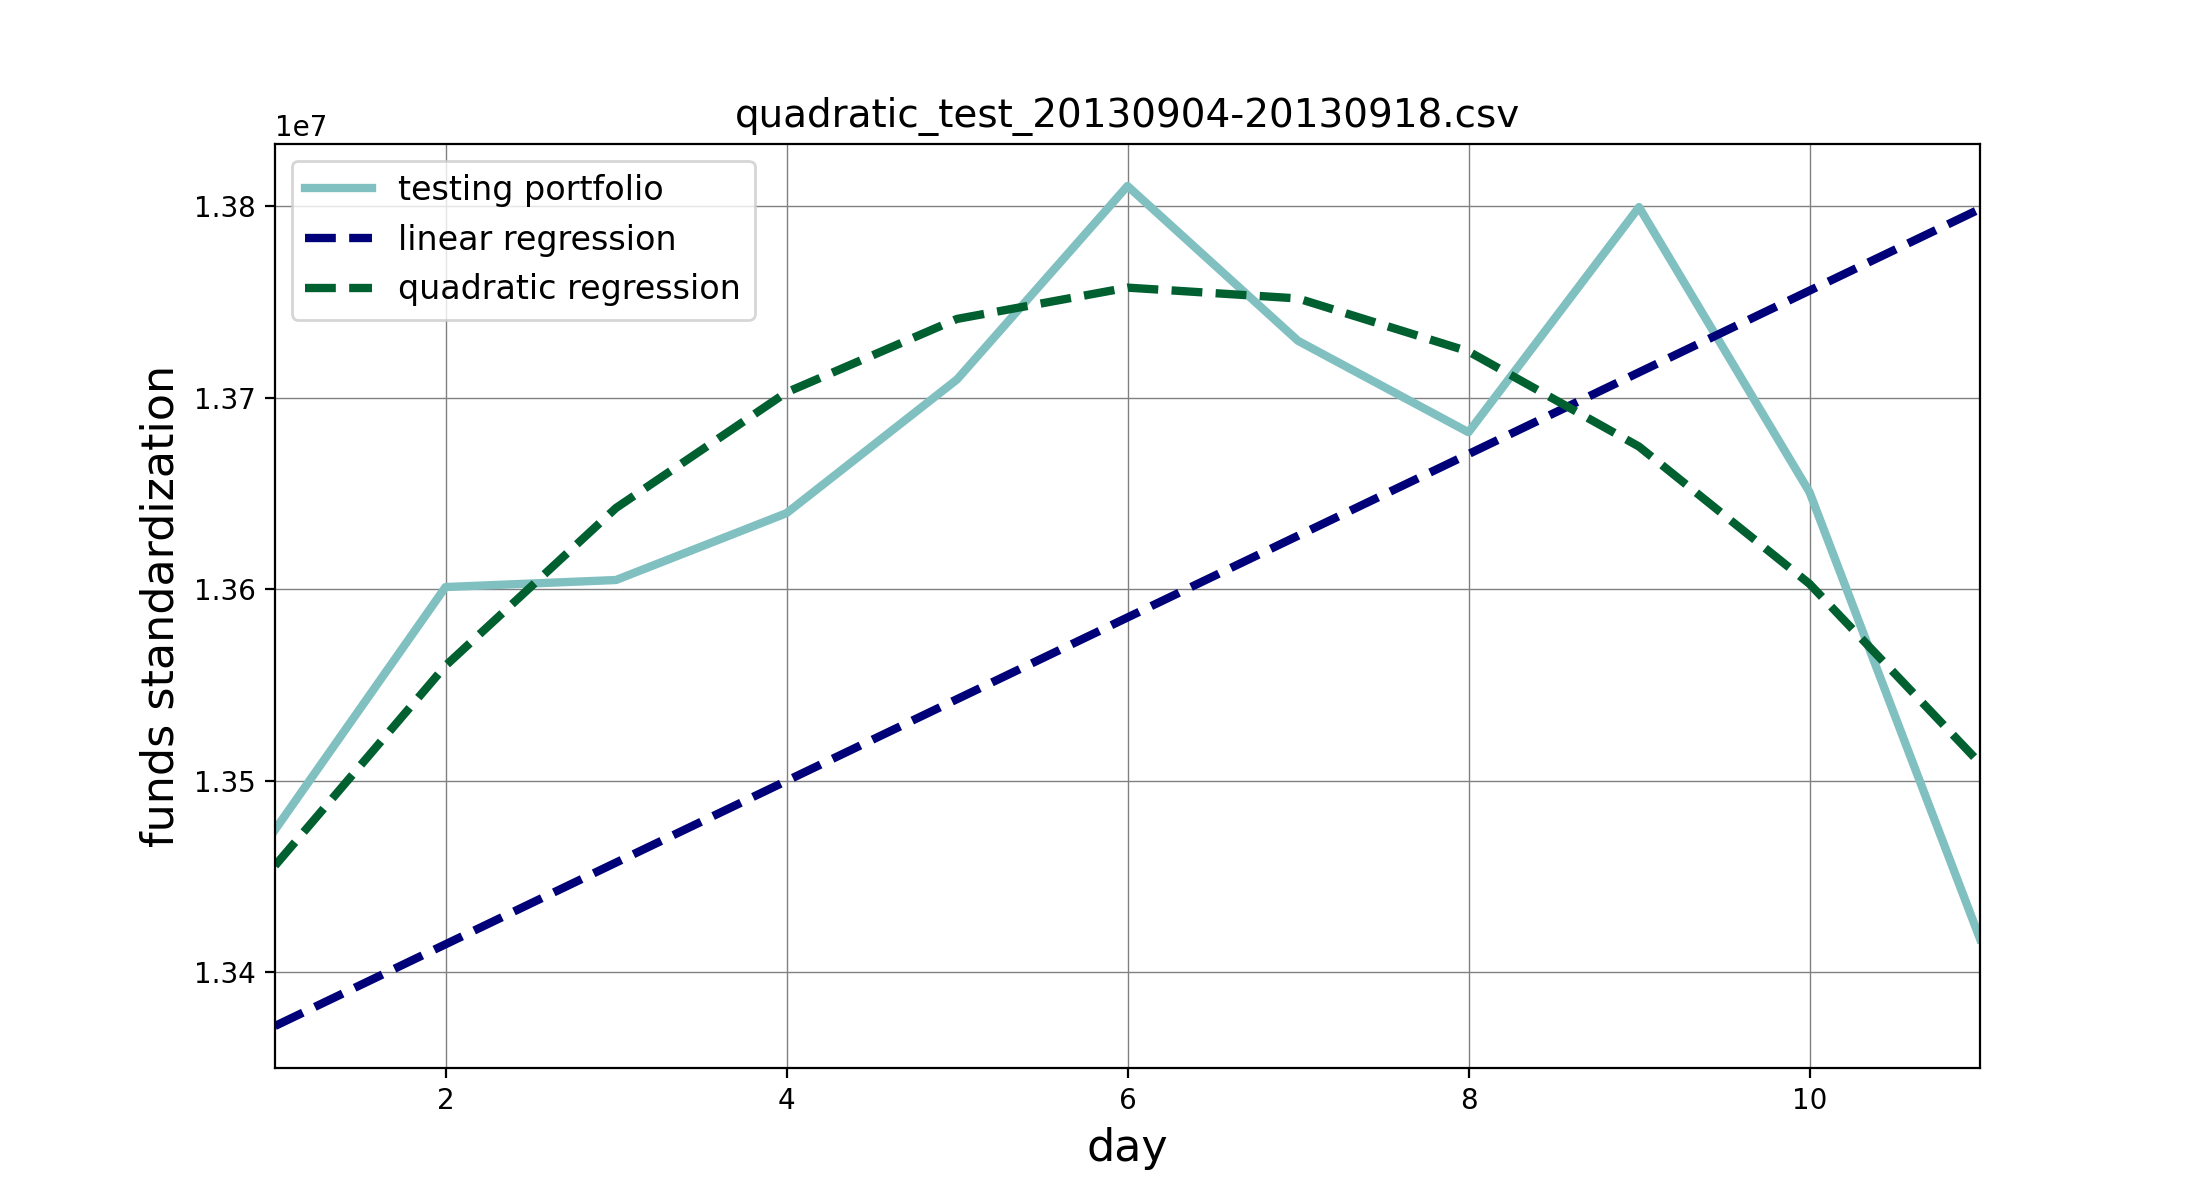 quadratic_test_20130904-20130918.csv
1e7
testing portfolio
linear regression
quadratic regression
1.38
1.37
1.36
1.35
1.34
funds standardization
2 4 6 8 10
day